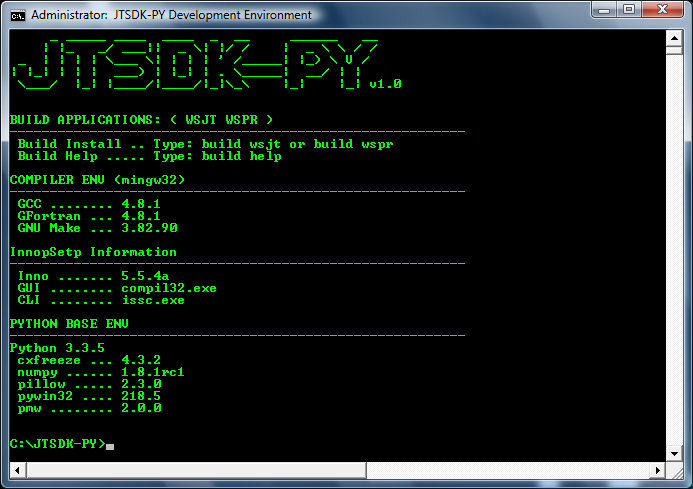 Administrator:  JTSDK-PY Development Environment
JTSDK-PY v1.0
BUILD APPLICATIONS: ( WSJT WSPR )
Build Install .. Type: build wsjt or build wspr
Build Help ..... Type: build help
COMPILER ENV (mingw32)
GCC ........ 4.8.1
GFortran ... 4.8.1
GNU Make ... 3.82.90
InnopSetp Information
Inno ....... 5.5.4a
GUI ........ compil32.exe
CLI ........ issc.exe
PYTHON BASE ENV
Python 3.3.5
cxfreeze ... 4.3.2
numpy ...... 1.8.1rc1
pillow ..... 2.3.0
pywin32 .... 218.5
pmw ........ 2.0.0
C:\JTSDK-PY>